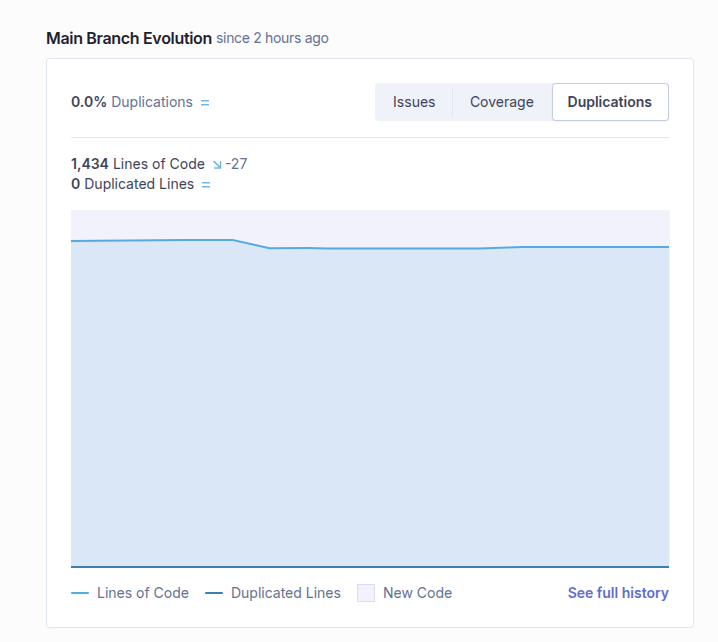 Main Branch Evolution since 2 hours ago
0.0% Duplications =
Issues Coverage Duplications
1,434 Lines of Code ↘ -27
0 Duplicated Lines =
Lines of Code Duplicated Lines New Code See full history